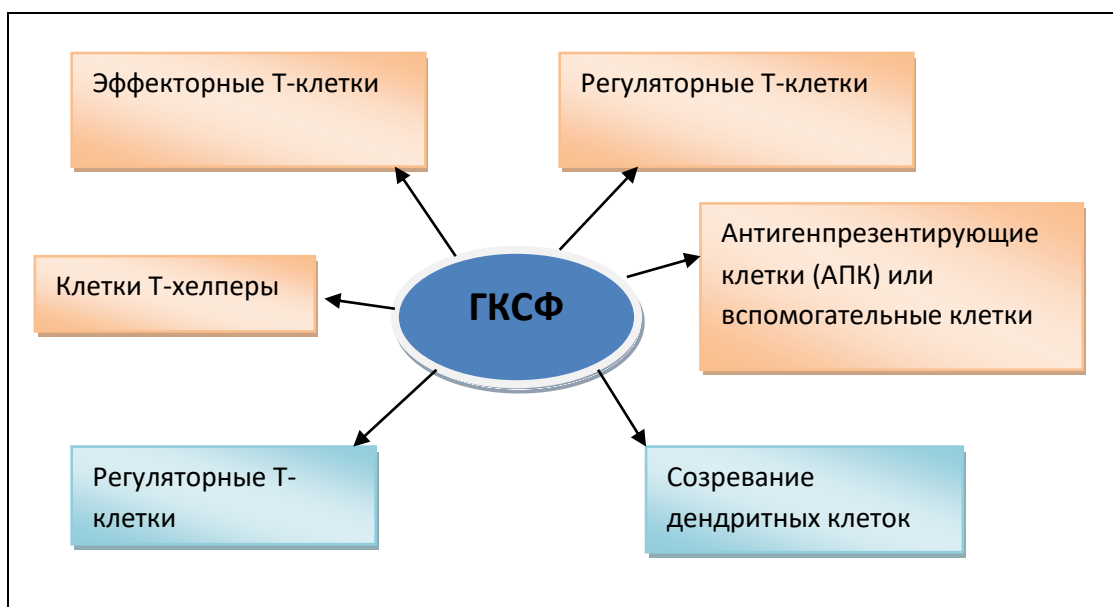 Эффекторные Т-клетки
Регуляторные Т-клетки
Антигенпрезентирующие
клетки (АПК) или
вспомогательные клетки
Клетки Т-хелперы
ГКСФ
Регуляторные Т-
клетки
Созревание
дендритных клеток